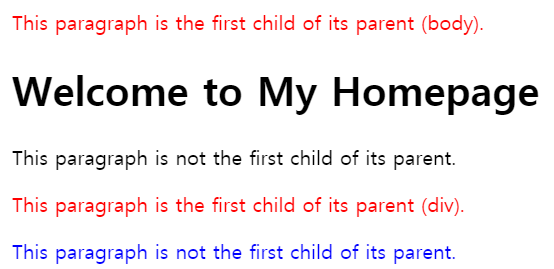 This paragraph is the first child of its parent (body).
Welcome to My Homepage
This paragraph is not the first child of its parent.
This paragraph is the first child of its parent (div).
This paragraph is not the first child of its parent.